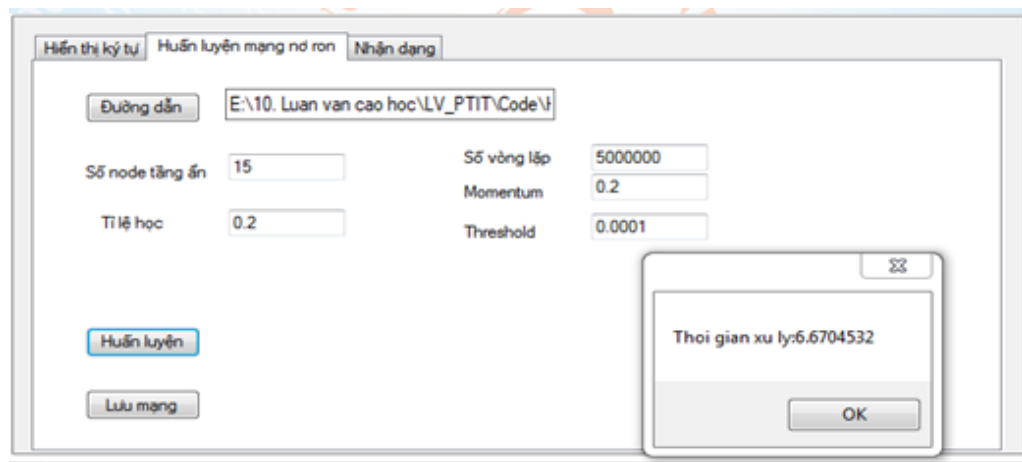 Hiển thị ký tự Huấn luyện mạng nơ ron Nhận dạng
Đường dẫn E:\10. Luan van cao hoc\LV_PTIT\Code\H
Số node tầng ẩn 15 Số vòng lặp 5000000
Momentum 0.2
Tỉ lệ học 0.2 Threshold 0.0001
Thoi gian xu ly:6.6704532
Huấn luyện
Lưu mạng
OK